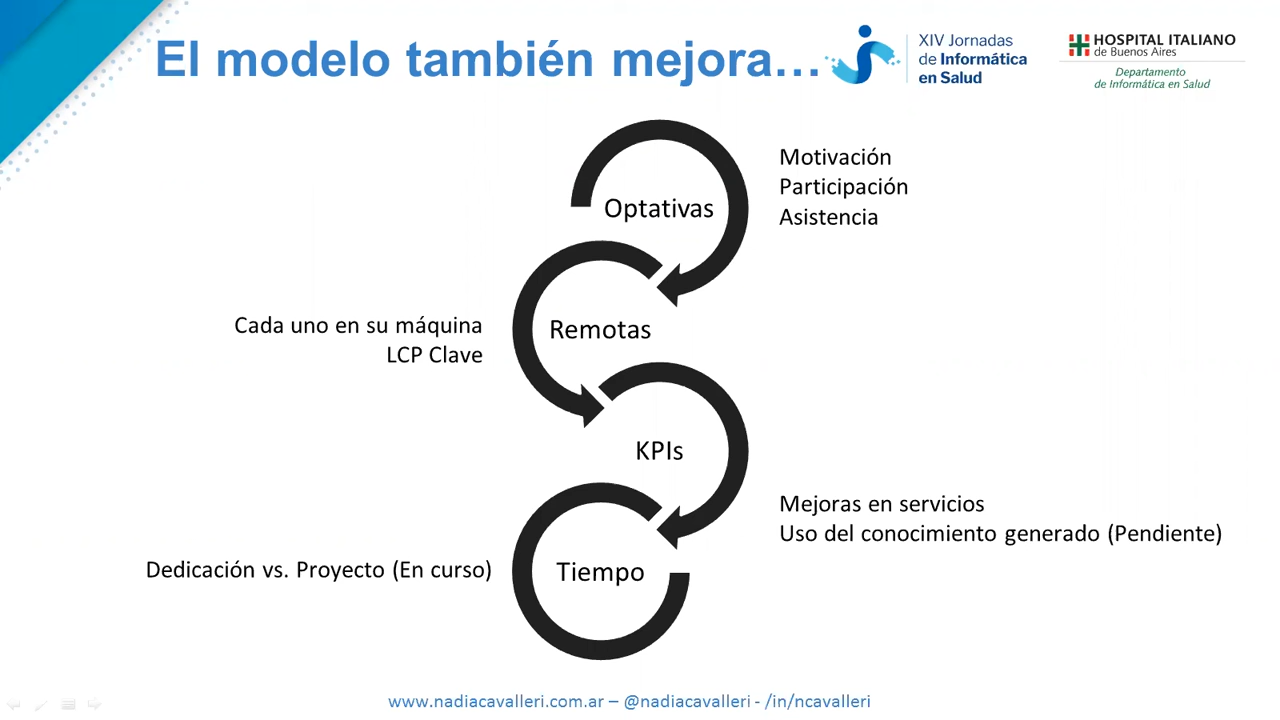 El modelo también mejora...
XIV Jornadas
de Informática
en Salud
HOSPITAL ITALIANO
de Buenos Aires
Departamento
de Informática en Salud
Optativas
Motivación
Participación
Asistencia
Remotas
Cada uno en su máquina
LCP Clave
KPIs
Mejoras en servicios
Uso del conocimiento generado (Pendiente)
Tiempo
Dedicación vs. Proyecto (En curso)
www.nadiacavalleri.com.ar – @nadiacavalleri - /in/ncavalleri